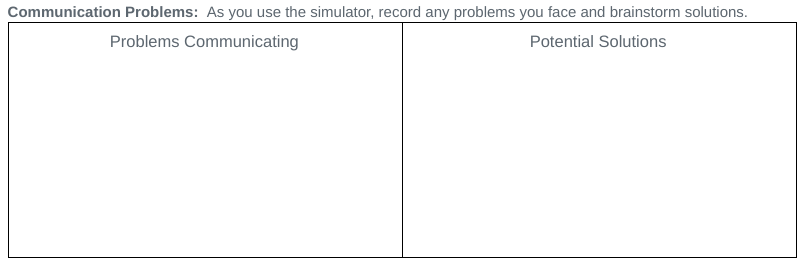 Communication Problems:  As you use the simulator, record any problems you face and brainstorm solutions.
Problems Communicating
Potential Solutions